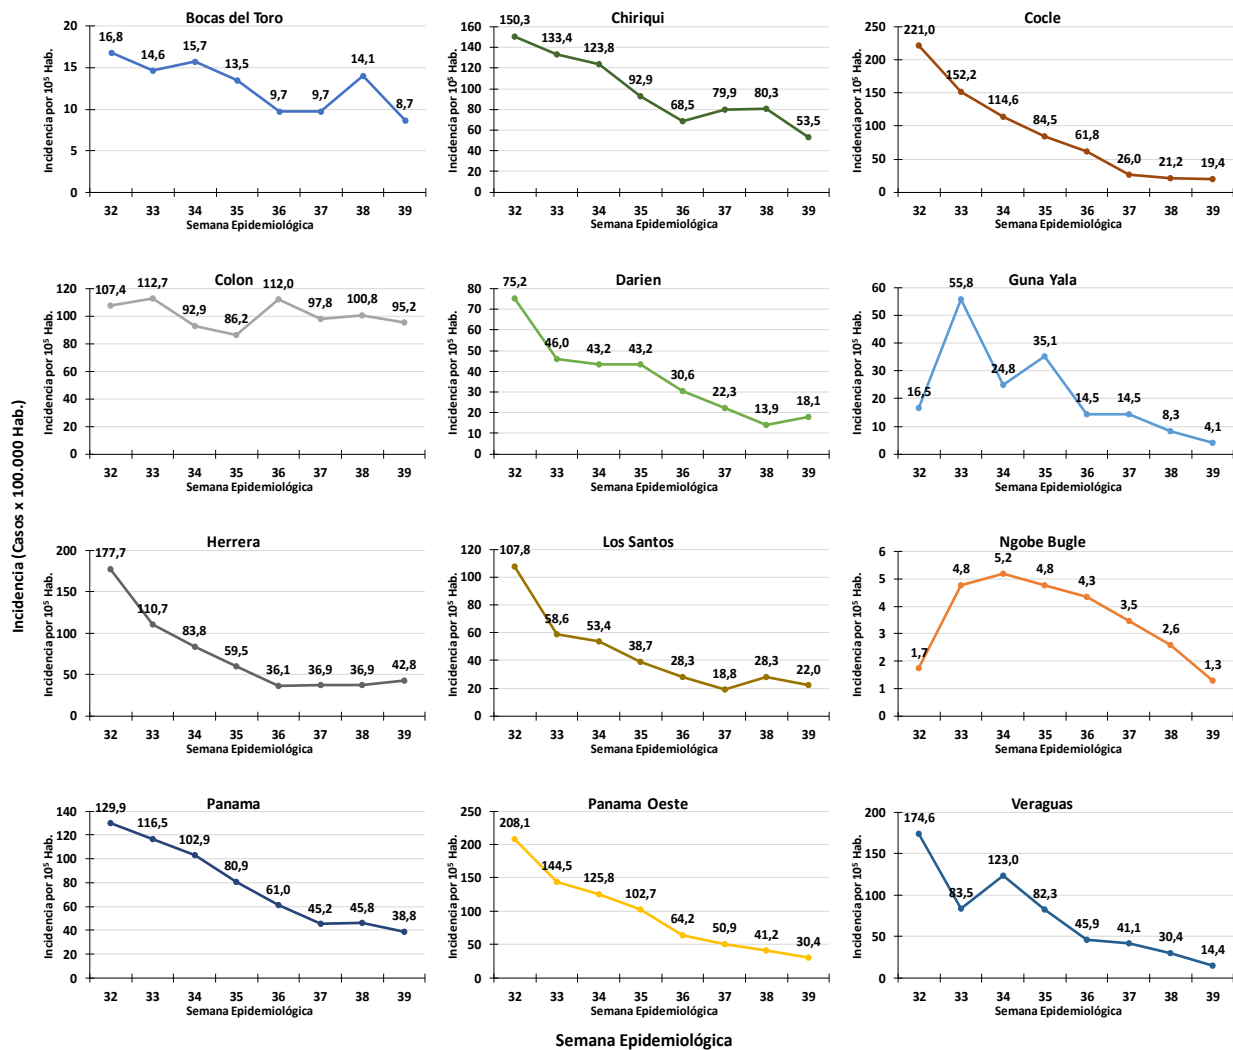 Incidencia (Casos x 100.000 Hab.)
Bocas del Toro
Incidencia por 10⁵ Hab.
20
15
10
5
0
16,8 14,6 15,7 13,5 9,7 9,7 14,1 8,7
32 33 34 35 36 37 38 39
Semana Epidemiológica
Chiriqui
Incidencia por 10⁵ Hab.
160
140
120
100
80
60
40
20
0
150,3 133,4 123,8 92,9 68,5 79,9 80,3 53,5
32 33 34 35 36 37 38 39
Semana Epidemiológica
Cocle
Incidencia por 10⁵ Hab.
250
200
150
100
50
0
221,0 152,2 114,6 84,5 61,8 26,0 21,2 19,4
32 33 34 35 36 37 38 39
Semana Epidemiológica
Colon
Incidencia por 10⁵ Hab.
120
100
80
60
40
20
0
107,4 112,7 92,9 86,2 112,0 97,8 100,8 95,2
32 33 34 35 36 37 38 39
Semana Epidemiológica
Darien
Incidencia por 10⁵ Hab.
80
70
60
50
40
30
20
10
0
75,2 46,0 43,2 43,2 30,6 22,3 13,9 18,1
32 33 34 35 36 37 38 39
Semana Epidemiológica
Guna Yala
Incidencia por 10⁵ Hab.
60
50
40
30
20
10
0
16,5 55,8 24,8 35,1 14,5 14,5 8,3 4,1
32 33 34 35 36 37 38 39
Semana Epidemiológica
Herrera
Incidencia por 10⁵ Hab.
200
150
100
50
0
177,7 110,7 83,8 59,5 36,1 36,9 36,9 42,8
32 33 34 35 36 37 38 39
Semana Epidemiológica
Los Santos
Incidencia por 10⁵ Hab.
120
100
80
60
40
20
0
107,8 58,6 53,4 38,7 28,3 18,8 28,3 22,0
32 33 34 35 36 37 38 39
Semana Epidemiológica
Ngobe Bugle
Incidencia por 10⁵ Hab.
6
5
4
3
2
1
0
1,7 4,8 5,2 4,8 4,3 3,5 2,6 1,3
32 33 34 35 36 37 38 39
Semana Epidemiológica
Panama
Incidencia por 10⁵ Hab.
140
120
100
80
60
40
20
0
129,9 116,5 102,9 80,9 61,0 45,2 45,8 38,8
32 33 34 35 36 37 38 39
Semana Epidemiológica
Panama Oeste
Incidencia por 10⁵ Hab.
250
200
150
100
50
0
208,1 144,5 125,8 102,7 64,2 50,9 41,2 30,4
32 33 34 35 36 37 38 39
Semana Epidemiológica
Veraguas
Incidencia por 10⁵ Hab.
200
150
100
50
0
174,6 83,5 123,0 82,3 45,9 41,1 30,4 14,4
32 33 34 35 36 37 38 39
Semana Epidemiológica
Semana Epidemiológica